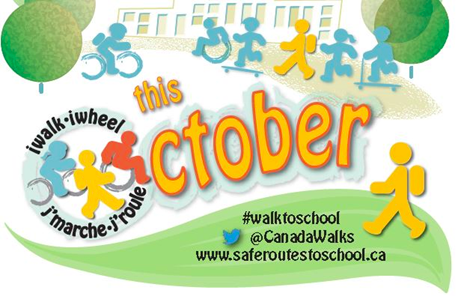 this
iwalk·iwheel
ctober
j'marche·j'roule
#walktoschool
@CanadaWalks
www.saferoutestoschool.ca